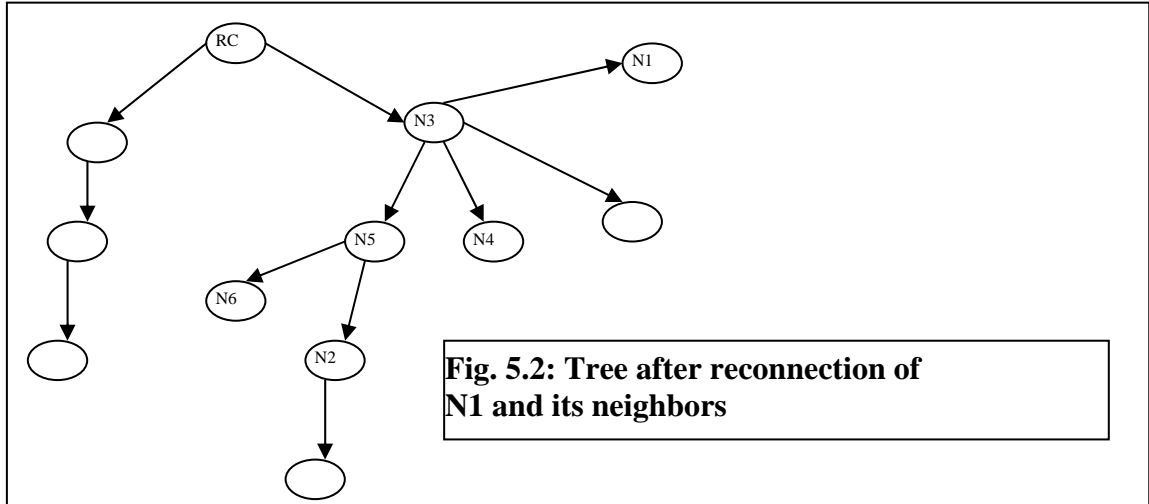 RC
N1
N3
N5
N4
N6
N2
Fig. 5.2: Tree after reconnection of
N1 and its neighbors